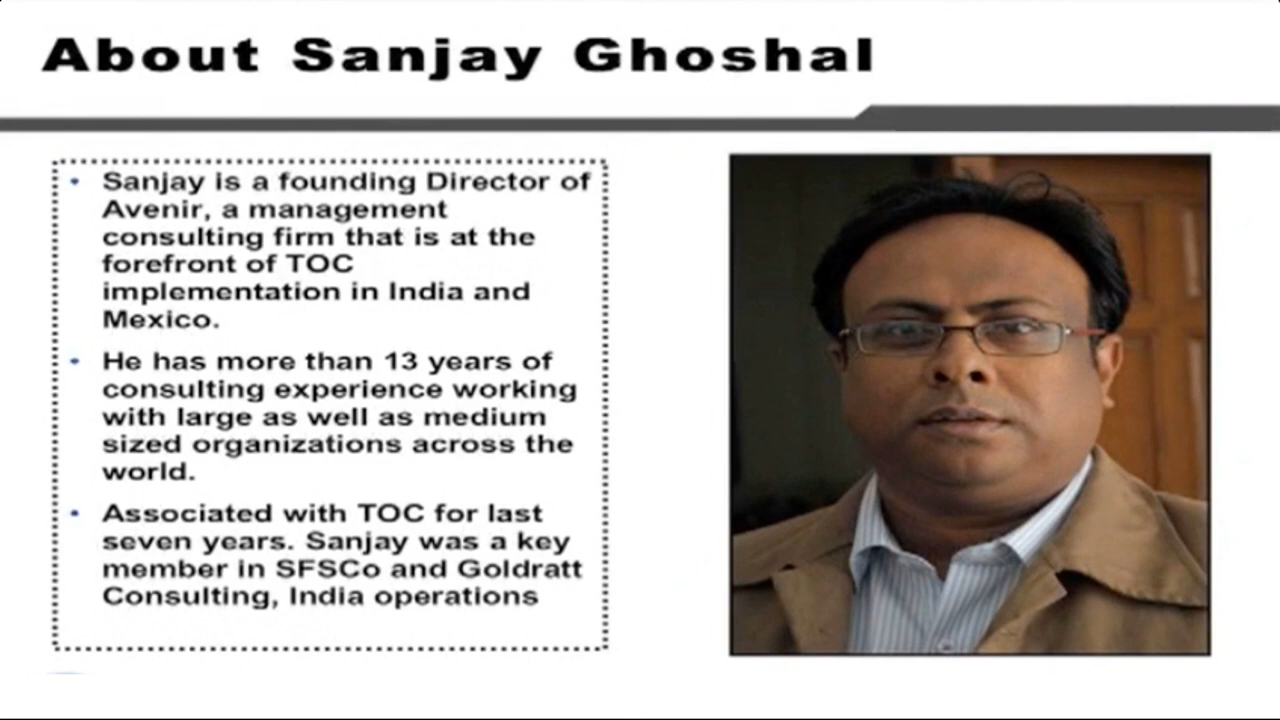 About Sanjay Ghoshal
• Sanjay is a founding Director of
Avenir, a management
consulting firm that is at the
forefront of TOC
implementation in India and
Mexico.
• He has more than 13 years of
consulting experience working
with large as well as medium
sized organizations across the
world.
• Associated with TOC for last
seven years. Sanjay was a key
member in SFSCo and Goldratt
Consulting, India operations